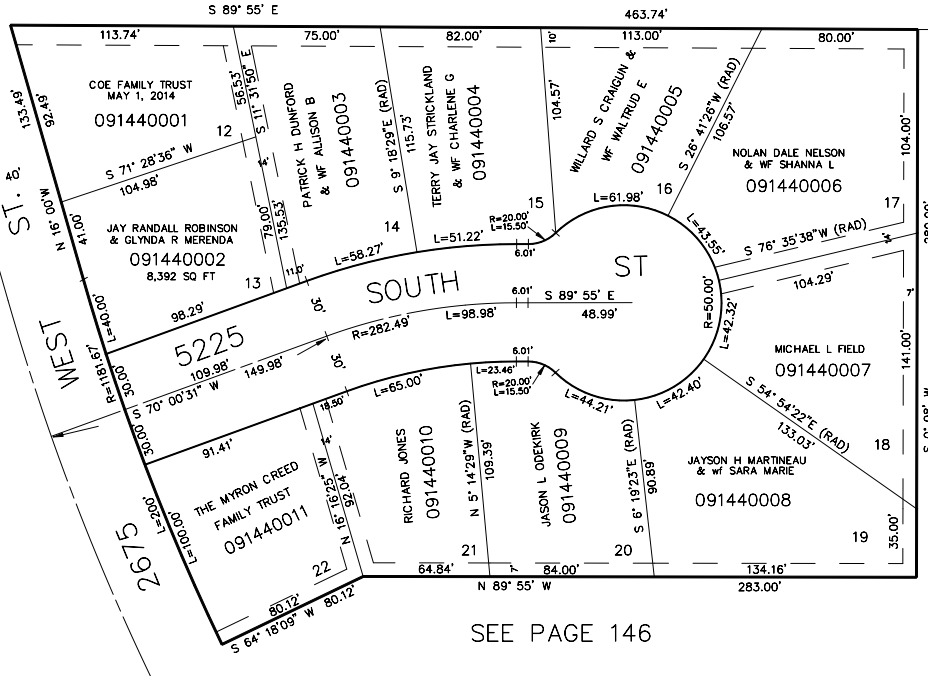 S 89° 55' E
463.74'
113.74'
75.00'
82.00'
10'
113.00'
80.00'
133.49'
92.49'
COE FAMILY TRUST
MAY 1, 2014
091440001
12
56.53'
S 11° 31'50" E
PATRICK H DUNFORD
& WF ALLISON B
091440003
S 9° 18'29"E (RAD)
115.73'
TERRY JAY STRICKLAND
& WF CHARLENE G
091440004
104.57'
WILLARD S CRAIGUN &
WF WALTRUD E
091440005
S 26° 41'26"W (RAD)
106.57'
NOLAN DALE NELSON
& WF SHANNA L
091440006
104.00'
17
S 71° 28'36" W
104.98'
14'
ST.
40'
N 16° 00'W
41.00'
JAY RANDALL ROBINSON
& GLYNDA R MERENDA
091440002
8,392 SQ FT
13
79.00'
135.53'
11.0'
14
15
16
L=58.27'
L=51.22'
R=20.00'
L=15.50'
6.01'
L=61.98'
L=43.55'
S 76° 35'38" W (RAD)
14'
104.29'
280.00'
7'
L=40.00'
R=1181.67'
98.29'
30'
5225
SOUTH
ST
R=282.49'
L=98.98'
6.01'
S 89° 55' E
48.99'
R=50.00'
L=42.32'
WEST
30.00'
109.98'
149.98'
S 70° 00'31" W
30'
MICHAEL L FIELD
091440007
141.00'
S 0° 08' W
30.00'
91.41'
18.50'
L=65.00'
L=23.46'
6.01'
R=20.00'
L=15.50'
L=44.21'
L=42.40'
S 54° 54'22"E (RAD)
133.03'
18
L=200'
L=100.00'
THE MYRON CREED
FAMILY TRUST
091440011
22
14'
N 16° 16'25" W
92.04'
RICHARD JONES
091440010
21
N 5° 14'29"W (RAD)
109.39'
JASON L ODEKIRK
091440009
20
S 6° 19'23"E (RAD)
90.89'
JAYSON H MARTINEAU
& wf SARA MARIE
091440008
19
35.00'
2675
80.12'
S 64° 18'09" W 80.12'
64.84'
7'
84.00'
134.16'
N 89° 55' W
283.00'
SEE PAGE 146